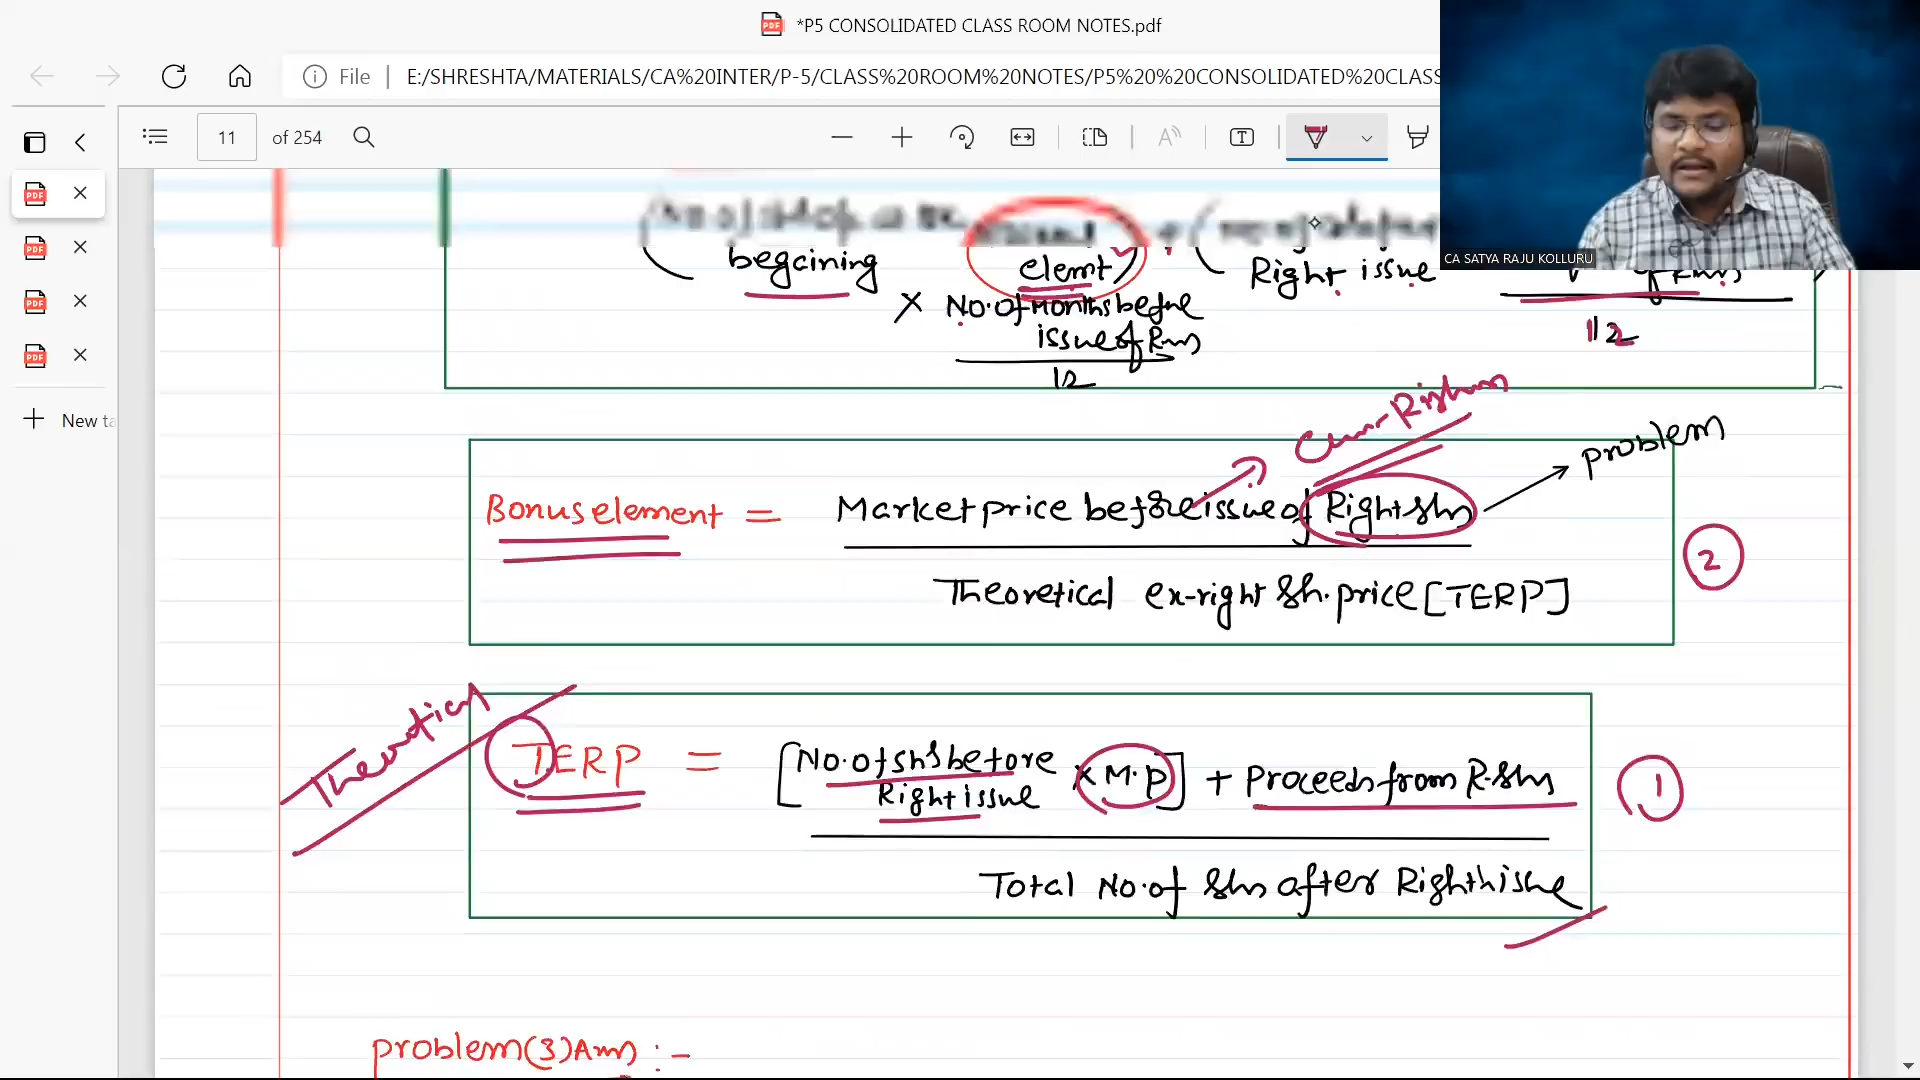 *P5 CONSOLIDATED CLASS ROOM NOTES.pdf
File E:/SHRESHTA/MATERIALS/CA%20INTER/P-5/CLASS%20ROOM%20NOTES/P5%20%20CONSOLIDATED%20CLASS
11 of 254
New ta
CA SATYA RAJU KOLLURU
begcining elemt) Right issue
X No.of Months before
issue of Rms
12
12
Cum-Rights
problem
Bonus element = Market price before issue of Right shs
Theoretical ex-right sh.price [TERP]
2
Theoretical
TERP = [No.of shs before Right issue × M.P] + Proceeds from R.shs
Total No.of shs after Right issue
1
problem(3)Ans :-